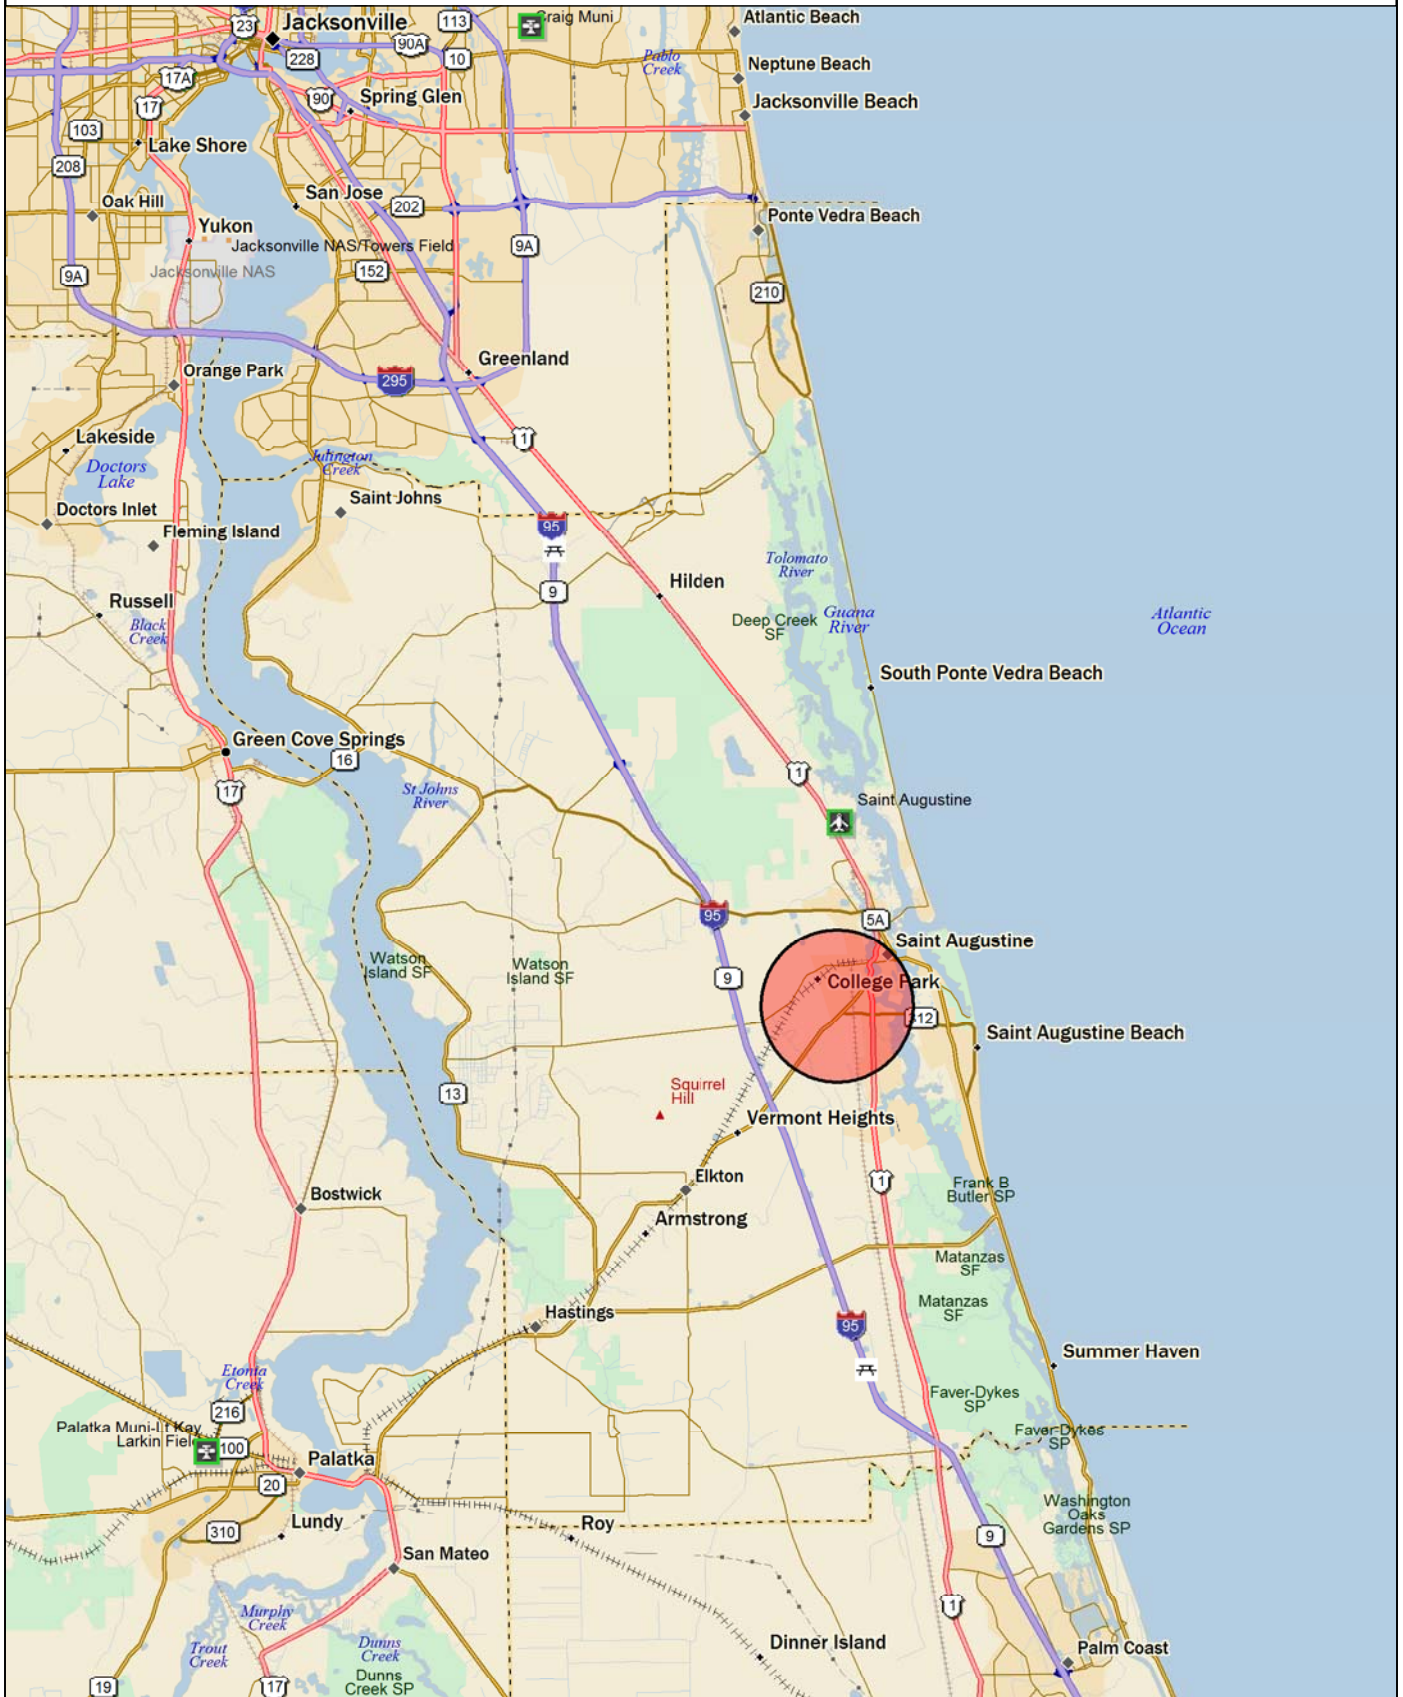 Jacksonville
23
113
Craig Muni
Atlantic Beach
228
90A
10
Pablo
Creek
Neptune Beach
17A
17
90
Spring Glen
Jacksonville Beach
103
Lake Shore
208
San Jose
202
Oak Hill
Yukon
Ponte Vedra Beach
Jacksonville NAS/Towers Field
9A
Jacksonville NAS
152
9A
210
Greenland
Orange Park
295
1
Lakeside
Doctors
Lake
Julington
Creek
Saint Johns
Doctors Inlet
Fleming Island
95
9
Tolomato
River
Hilden
Russell
Black
Creek
Deep Creek
SF
Guana
River
Atlantic
Ocean
South Ponte Vedra Beach
Green Cove Springs
16
17
St Johns
River
1
Saint Augustine
95
5A
Saint Augustine
Watson
Island SF
Watson
Island SF
9
College Park
312
Saint Augustine Beach
Squirrel
Hill
13
Vermont Heights
Elkton
1
Frank B
Butler SP
Bostwick
Armstrong
Matanzas
SF
Matanzas
SF
Hastings
95
Summer Haven
Etonia
Creek
Faver-Dykes
SP
216
Palatka Muni-Lt Kay
Larkin Field
100
Faver-Dykes
SP
Palatka
20
Washington
Oaks
Gardens SP
310
Lundy
Roy
9
San Mateo
Murphy
Creek
1
Trout
Creek
Dunns
Creek
Dinner Island
Palm Coast
Dunns
Creek SP
19
17